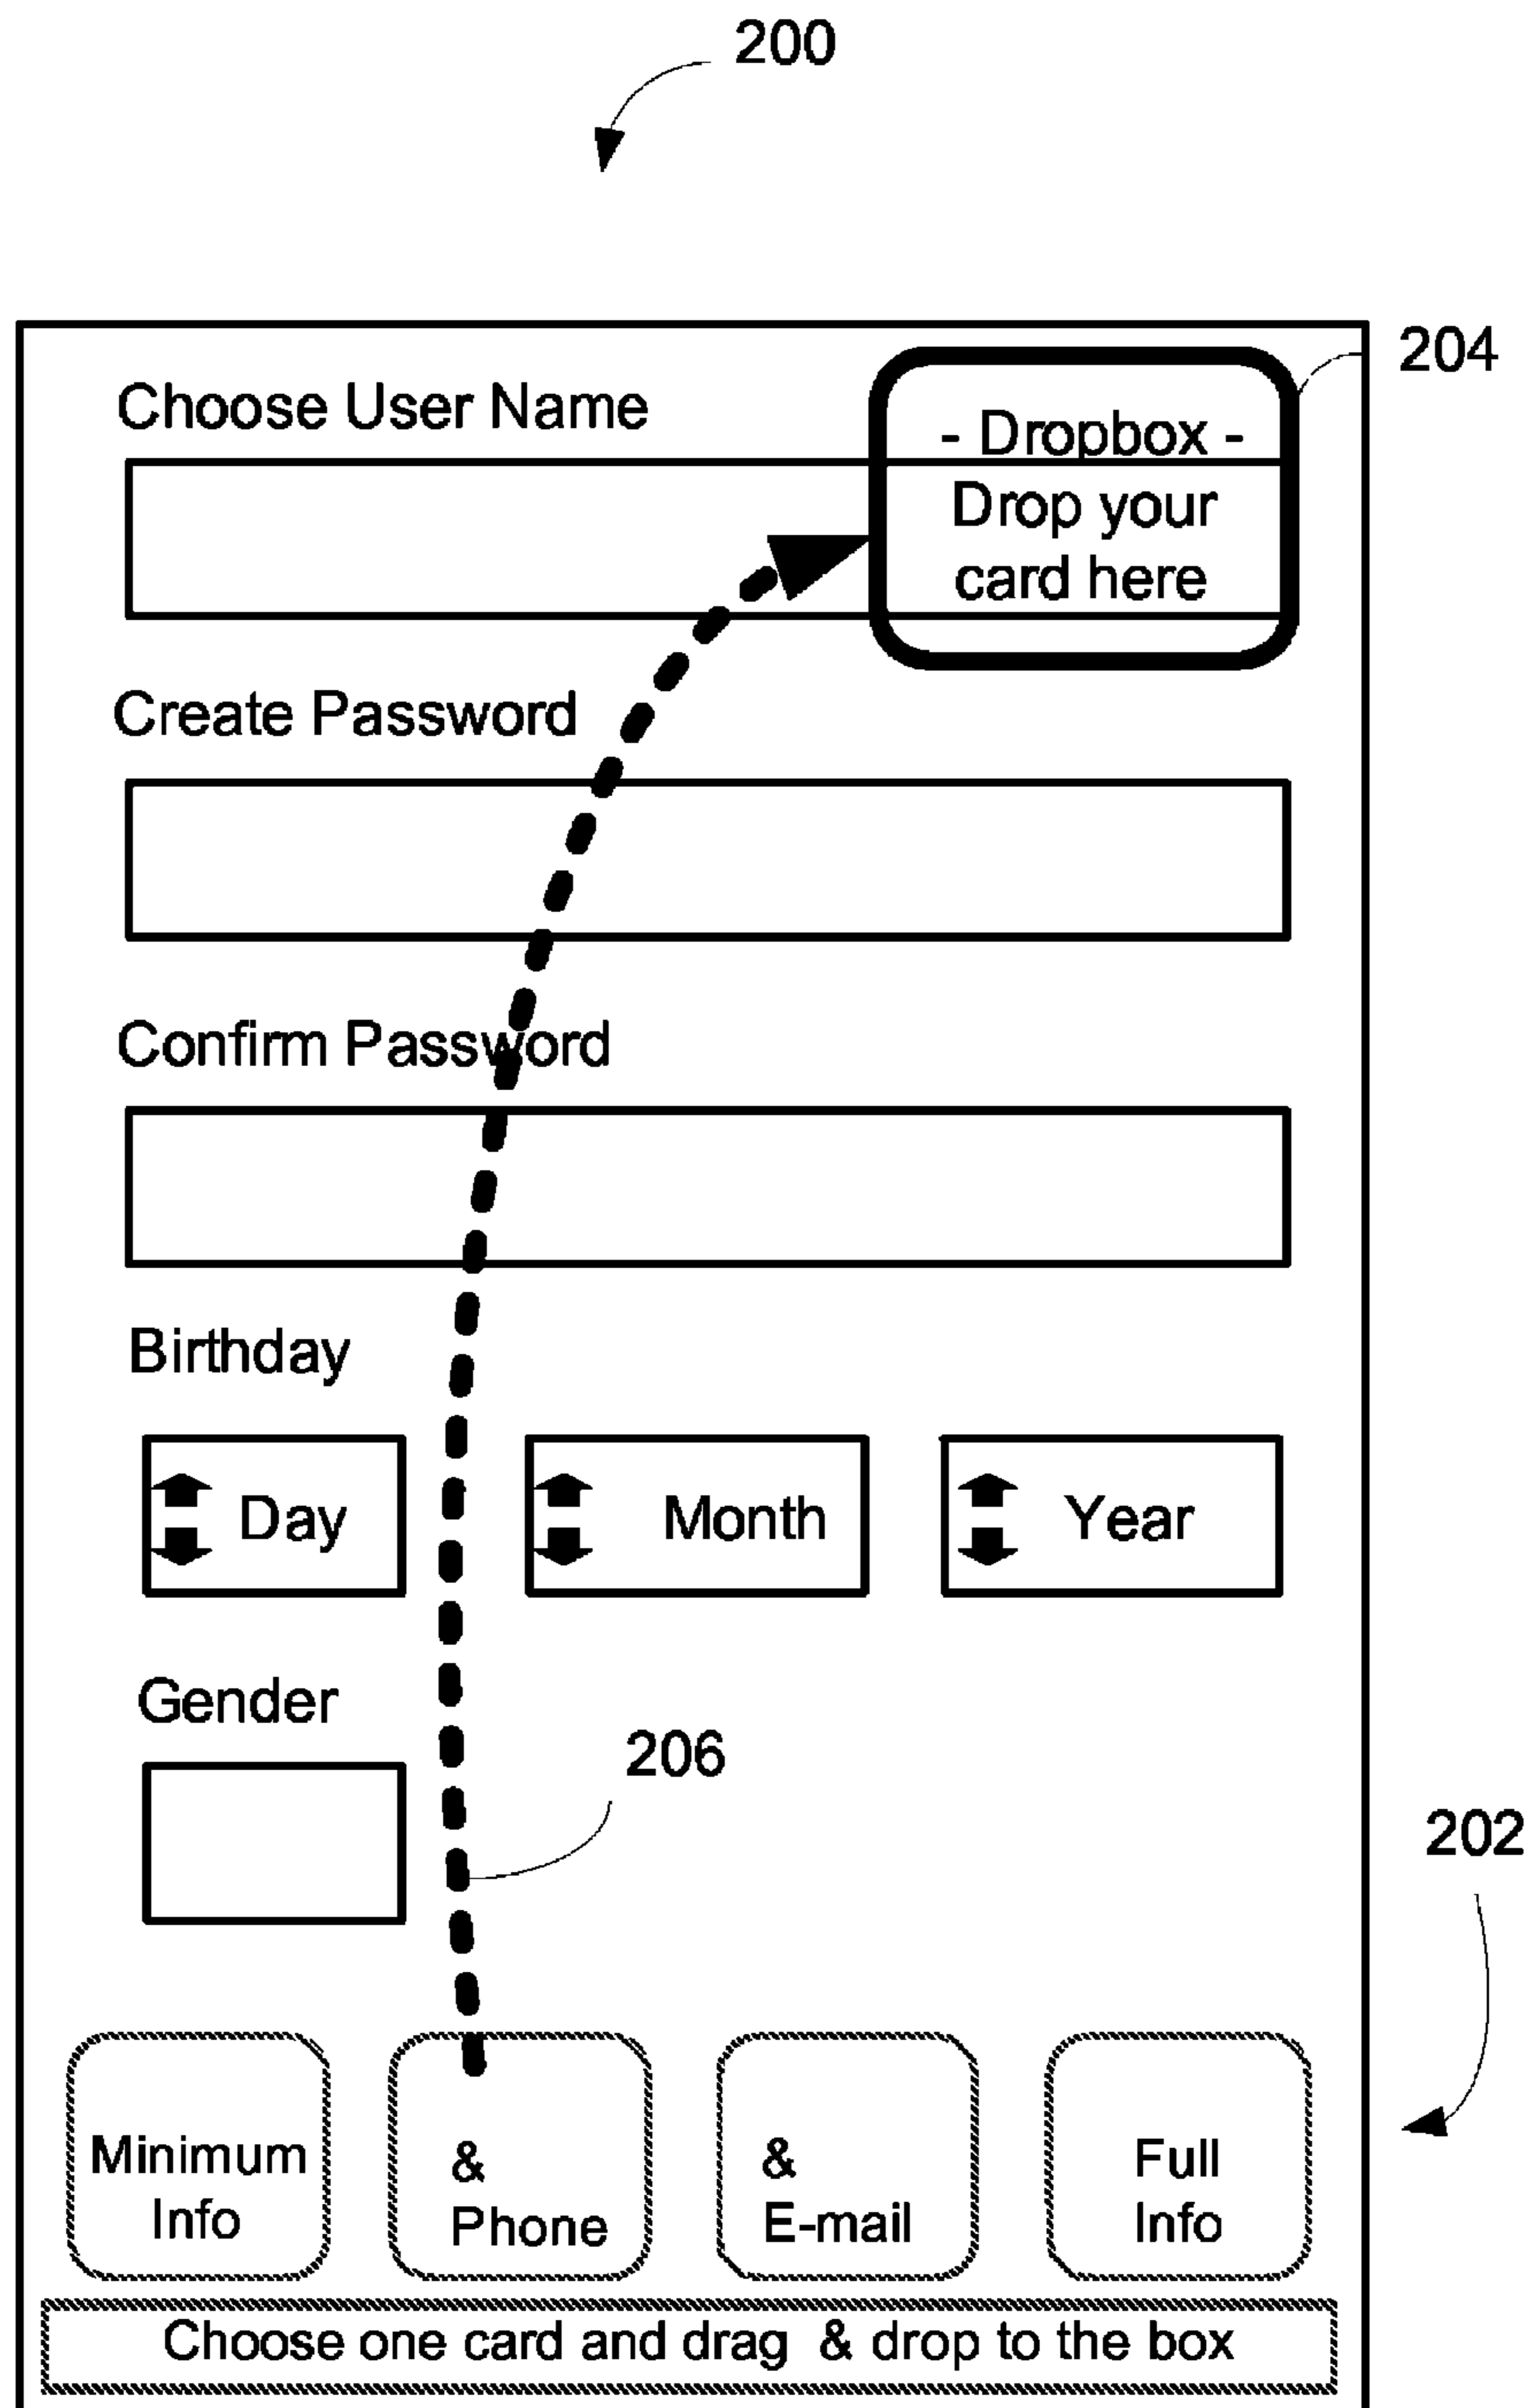 200
204
Choose User Name
- Dropbox -
Drop your
card here
Create Password
Confirm Password
Birthday
Day
Month
Year
Gender
206
202
Minimum
Info
&
Phone
&
E-mail
Full
Info
Choose one card and drag & drop to the box